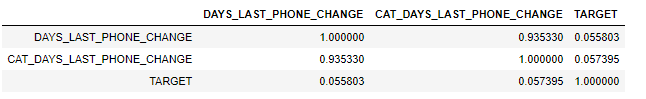 DAYS_LAST_PHONE_CHANGE CAT_DAYS_LAST_PHONE_CHANGE TARGET
DAYS_LAST_PHONE_CHANGE 1.000000 0.935330 0.055803
CAT_DAYS_LAST_PHONE_CHANGE 0.935330 1.000000 0.057395
TARGET 0.055803 0.057395 1.000000